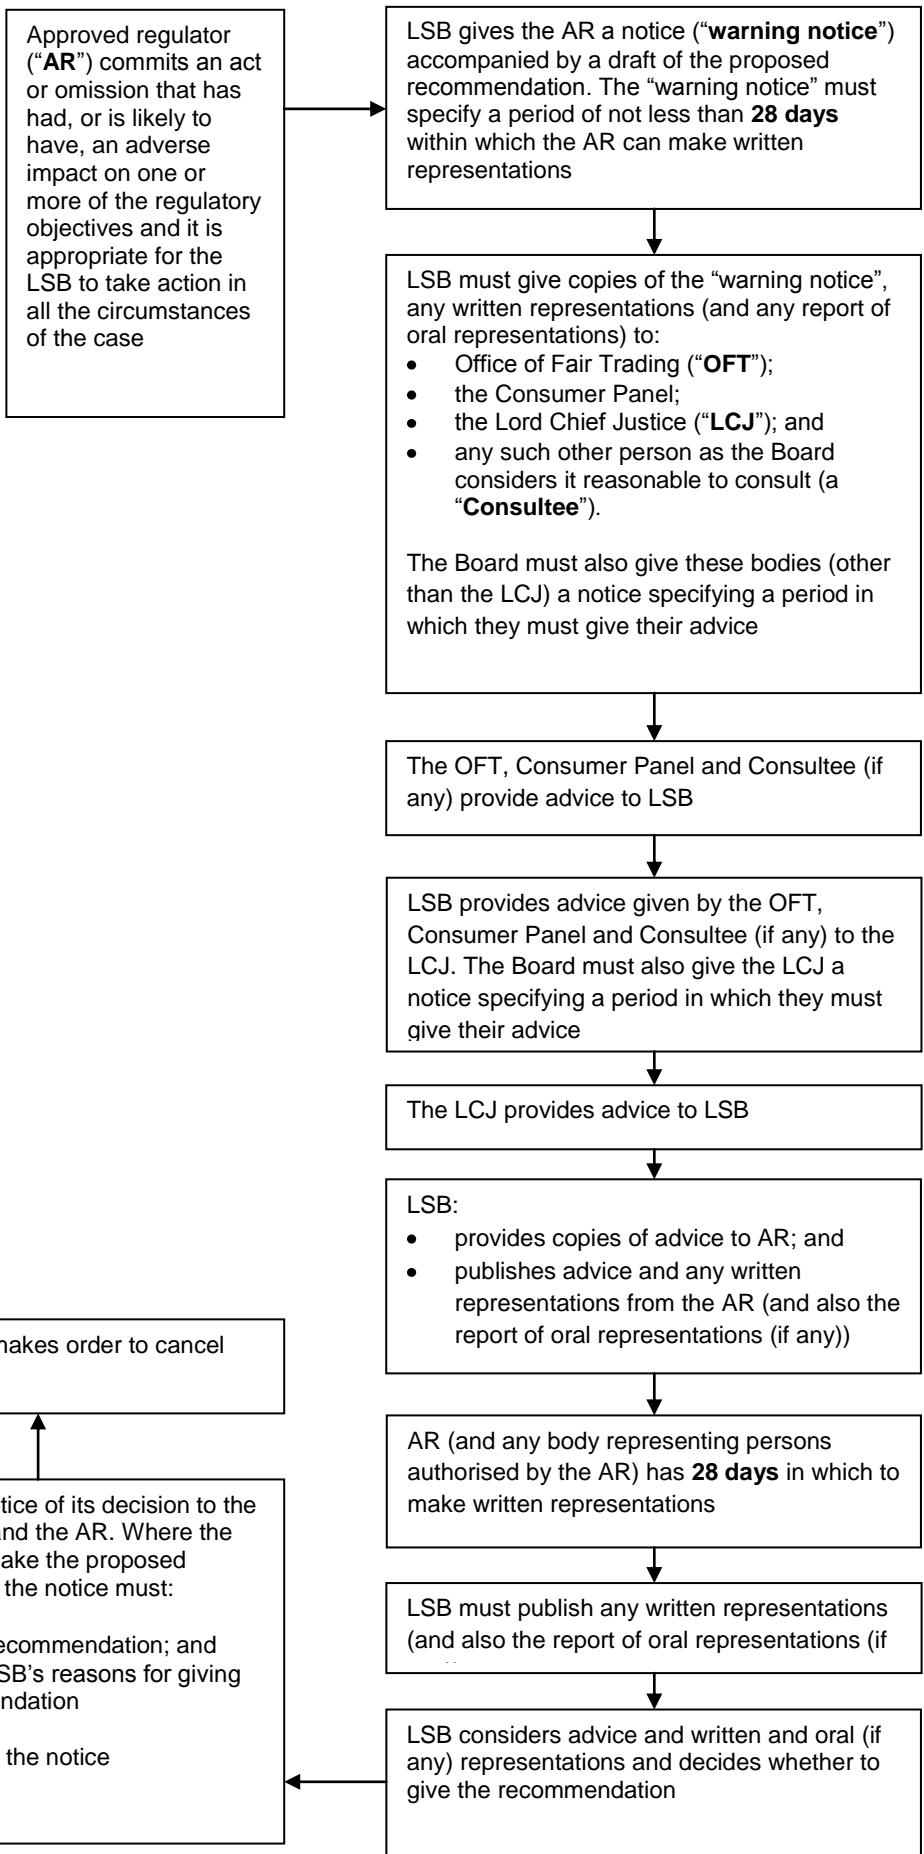 Approved regulator
(“AR”) commits an act
or omission that has
had, or is likely to
have, an adverse
impact on one or
more of the regulatory
objectives and it is
appropriate for the
LSB to take action in
all the circumstances
of the case
LSB gives the AR a notice (“warning notice”)
accompanied by a draft of the proposed
recommendation. The “warning notice” must
specify a period of not less than 28 days
within which the AR can make written
representations
LSB must give copies of the “warning notice”,
any written representations (and any report of
oral representations) to:
• Office of Fair Trading (“OFT”);
• the Consumer Panel;
• the Lord Chief Justice (“LCJ”); and
• any such other person as the Board
considers it reasonable to consult (a
“Consultee”).
The Board must also give these bodies (other
than the LCJ) a notice specifying a period in
which they must give their advice
The OFT, Consumer Panel and Consultee (if
any) provide advice to LSB
LSB provides advice given by the OFT,
Consumer Panel and Consultee (if any) to the
LCJ. The Board must also give the LCJ a
notice specifying a period in which they must
give their advice
The LCJ provides advice to LSB
LSB:
• provides copies of advice to AR; and
• publishes advice and any written
representations from the AR (and also the
report of oral representations (if any))
AR (and any body representing persons
authorised by the AR) has 28 days in which to
make written representations
LSB must publish any written representations
(and also the report of oral representations (if
LSB considers advice and written and oral (if
any) representations and decides whether to
give the recommendation
of its decision to the
and the AR. Where the
the proposed
the notice must:
; and
reasons for giving
the notice
order to cancel